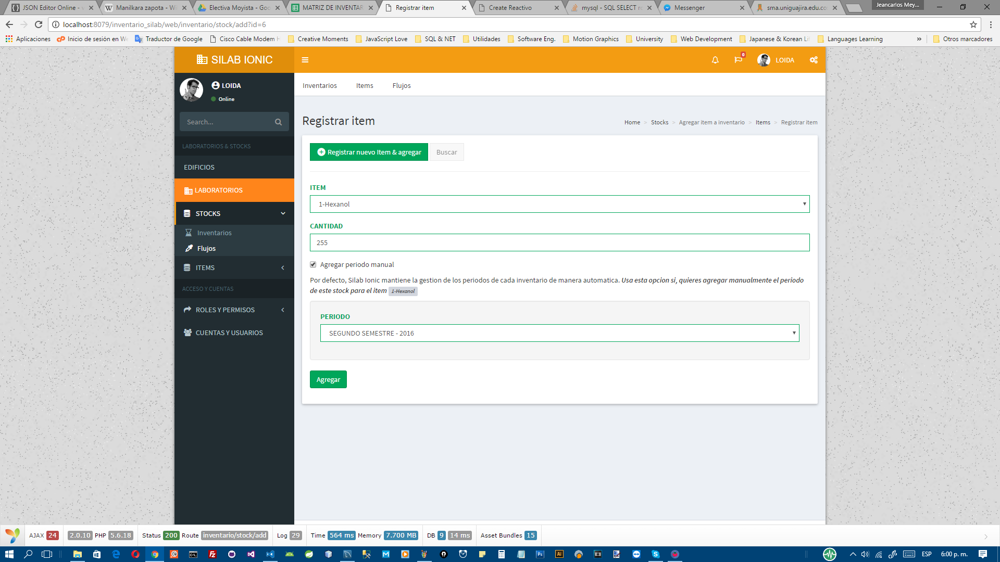 JSON Editor Online -
Manilkara zapota - Wi
Electiva Moyista - Goo
MATRIZ DE INVENTAR
Registrar item
Create Reactivo
mysql - SQL SELECT ro
Messenger
sma.uniguajira.edu.co
Jeancarlos Mey...
localhost:8079/inventario_silab/web/inventario/stock/add?id=6
Aplicaciones
Inicio de sesión en We
Traductor de Google
Cisco Cable Modem H
Creative Moments
JavaScript Love
SQL & NET
Utilidades
Software Eng.
Motion Graphics
University
Web Development
Japanese & Korean Li
Languages Learning
»
Otros marcadores
SILAB IONIC
0
LOIDA
LOIDA
Online
Inventarios
Items
Flujos
Search...
Registrar item
Home > Stocks > Agregar item a inventario > Items > Registrar item
LABORATORIOS & STOCKS
EDIFICIOS
LABORATORIOS
STOCKS
Inventarios
Flujos
ITEMS
ACCESO Y CUENTAS
ROLES Y PERMISOS
CUENTAS Y USUARIOS
Registrar nuevo Item & agregar
Buscar
ITEM
1-Hexanol
CANTIDAD
255
Agregar periodo manual
Por defecto, Silab Ionic mantiene la gestion de los periodos de cada inventario de manera automatica. Usa esta opcion si, quieres agregar manualmente el periodo
de este stock para el item 1-Hexanol
PERIODO
SEGUNDO SEMESTRE - 2016
Agregar
AJAX 24
2.0.10 PHP 5.6.18
Status 200 Route inventario/stock/add
Log 29
Time 564 ms Memory 7.700 MB
DB 9 14 ms
Asset Bundles 15
ESP
6:00 p. m.